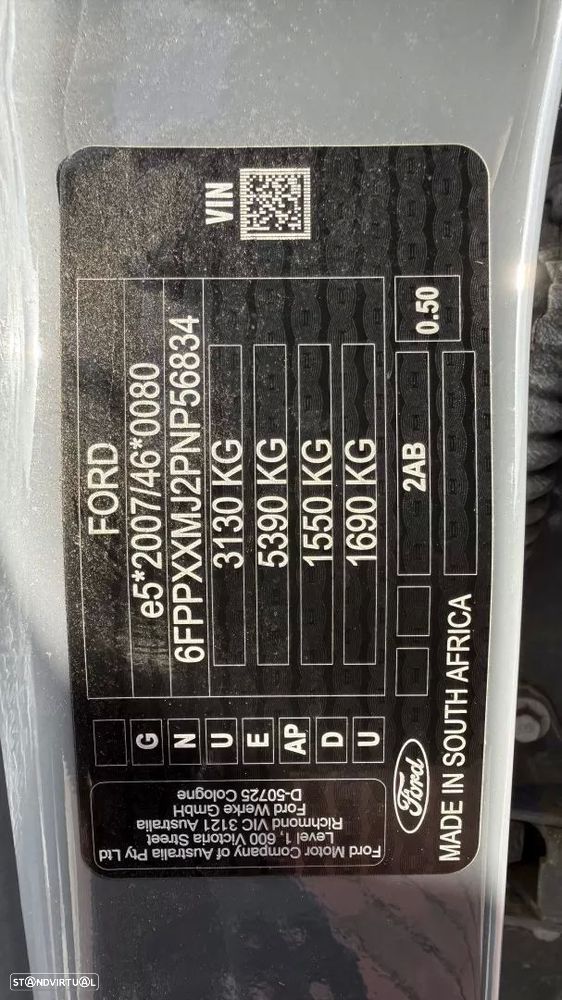 FORD
e5*2007/46*0080
6FPPXXMJ2PNP56834
VIN
3130 KG
5390 KG
1550 KG
1690 KG
2AB
0.50
G
N
U
E
AP
D
U
Ford Motor Company of Australia Pty Ltd
Level 1, 600 Victoria Street
Richmond VIC 3121 Australia
Ford Werke GmbH
D-50725 Cologne
Ford
MADE IN SOUTH AFRICA
STANDVIRTUAL